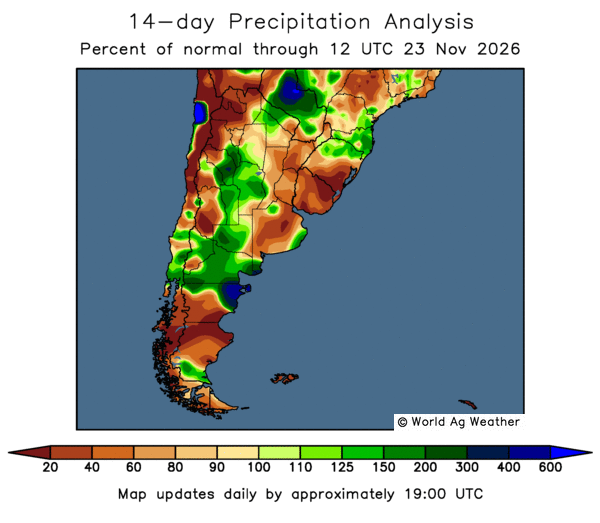 14-day Precipitation Analysis
Percent of normal through 12 UTC 23 Nov 2026
© World Ag Weather
20 40 60 80 90 100 110 125 150 200 300 400 600
Map updates daily by approximately 19:00 UTC